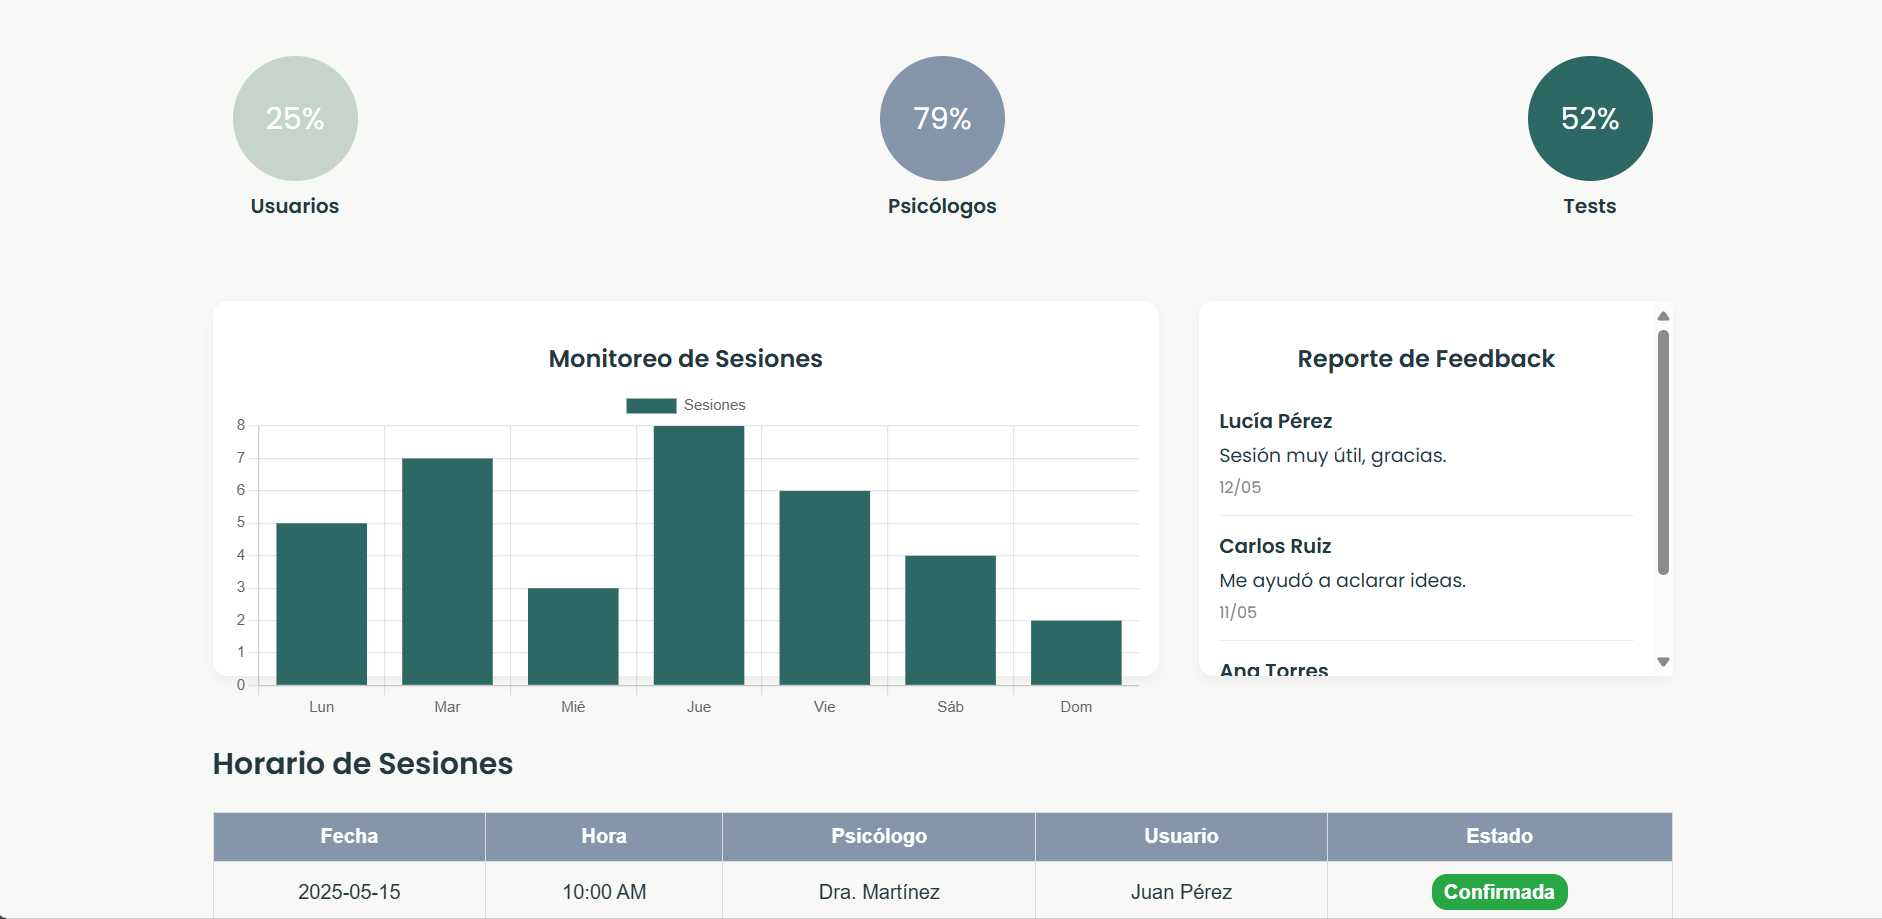 25%
79%
52%
Usuarios
Psicólogos
Tests
Monitoreo de Sesiones
Sesiones
8
7
6
5
4
3
2
1
0
Lun
Mar
Mié
Jue
Vie
Sáb
Dom
Reporte de Feedback
Lucía Pérez
Sesión muy útil, gracias.
12/05
Carlos Ruiz
Me ayudó a aclarar ideas.
11/05
Ana Torres
Horario de Sesiones
Fecha Hora Psicólogo Usuario Estado
2025-05-15 10:00 AM Dra. Martínez Juan Pérez Confirmada